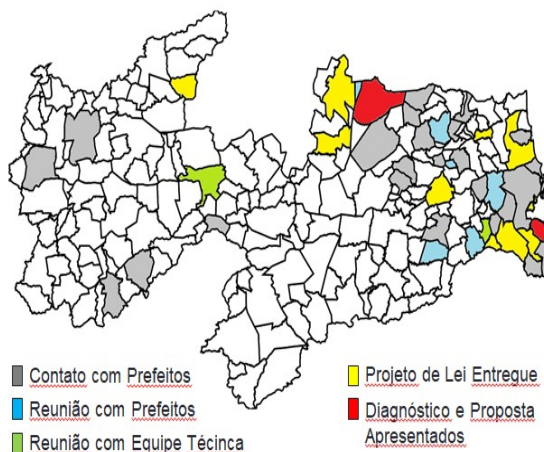 Contato com Prefeitos
Reunião com Prefeitos
Reunião com Equipe Técinca
Projeto de Lei Entregue
Diagnóstico e Proposta
Apresentados